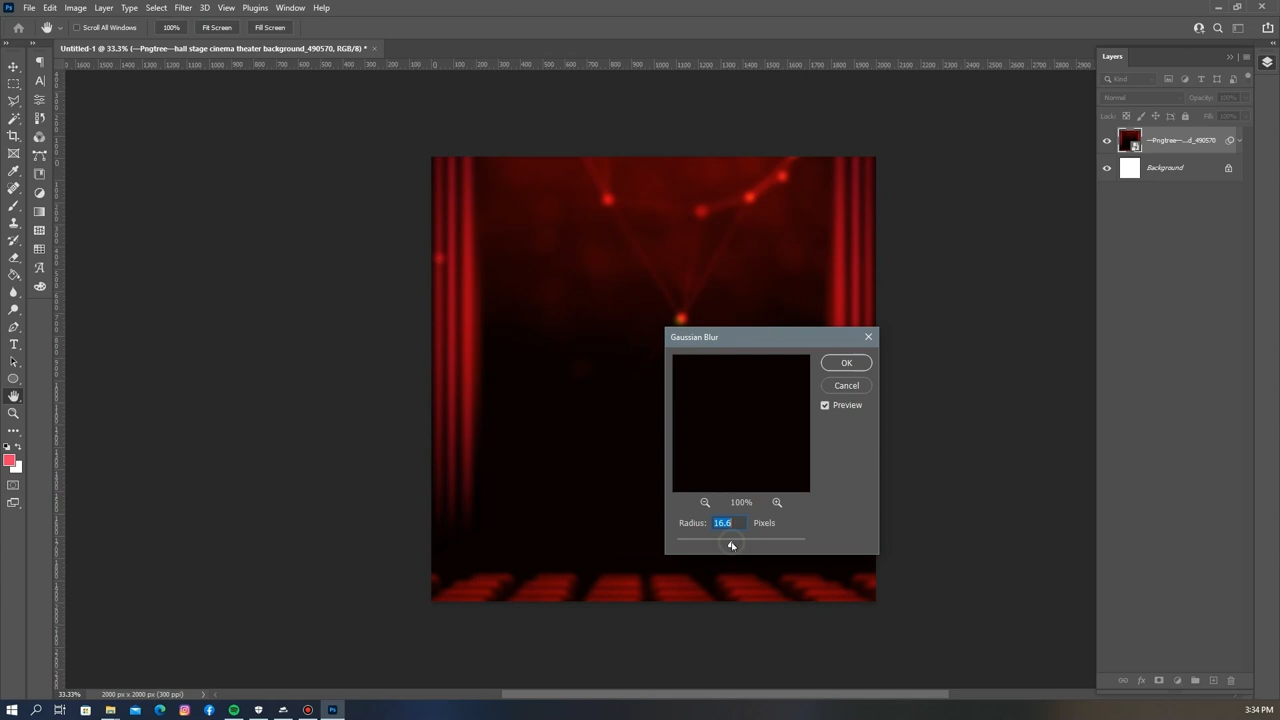 Ps File Edit Image Layer Type Select Filter 3D View Plugins Window Help
Scroll All Windows 100% Fit Screen Fill Screen
Untitled-1 @ 33.3% (—Pngtree—hall stage cinema theater background_490570, RGB/8) *
Layers
Kind
Normal Opacity: 100%
Lock: Fill: 100%
—Pngtree—...d_490570
Background
Gaussian Blur
OK
Cancel
Preview
100%
Radius: 16.6 Pixels
33.33% 2000 px x 2000 px (300 ppi)
Ps
3:34 PM